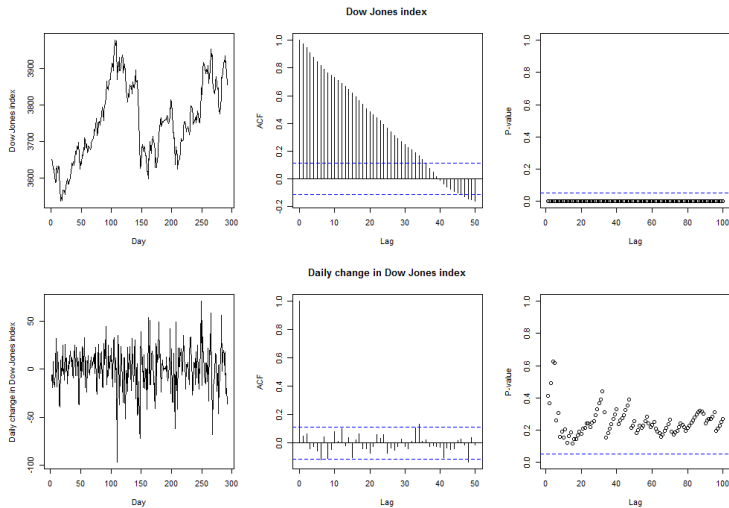 Dow Jones index
Dow Jones index
3600 3700 3800 3900
0 50 100 150 200 250 300
Day
ACF
-0.2 0.0 0.2 0.4 0.6 0.8 1.0
0 10 20 30 40 50
Lag
P-value
0.0 0.2 0.4 0.6 0.8 1.0
0 20 40 60 80 100
Lag
Daily change in Dow Jones index
Daily change in Dow Jones index
-100 -50 0 50
0 50 100 150 200 250 300
Day
ACF
0.0 0.2 0.4 0.6 0.8 1.0
0 10 20 30 40 50
Lag
P-value
0.0 0.2 0.4 0.6 0.8 1.0
0 20 40 60 80 100
Lag